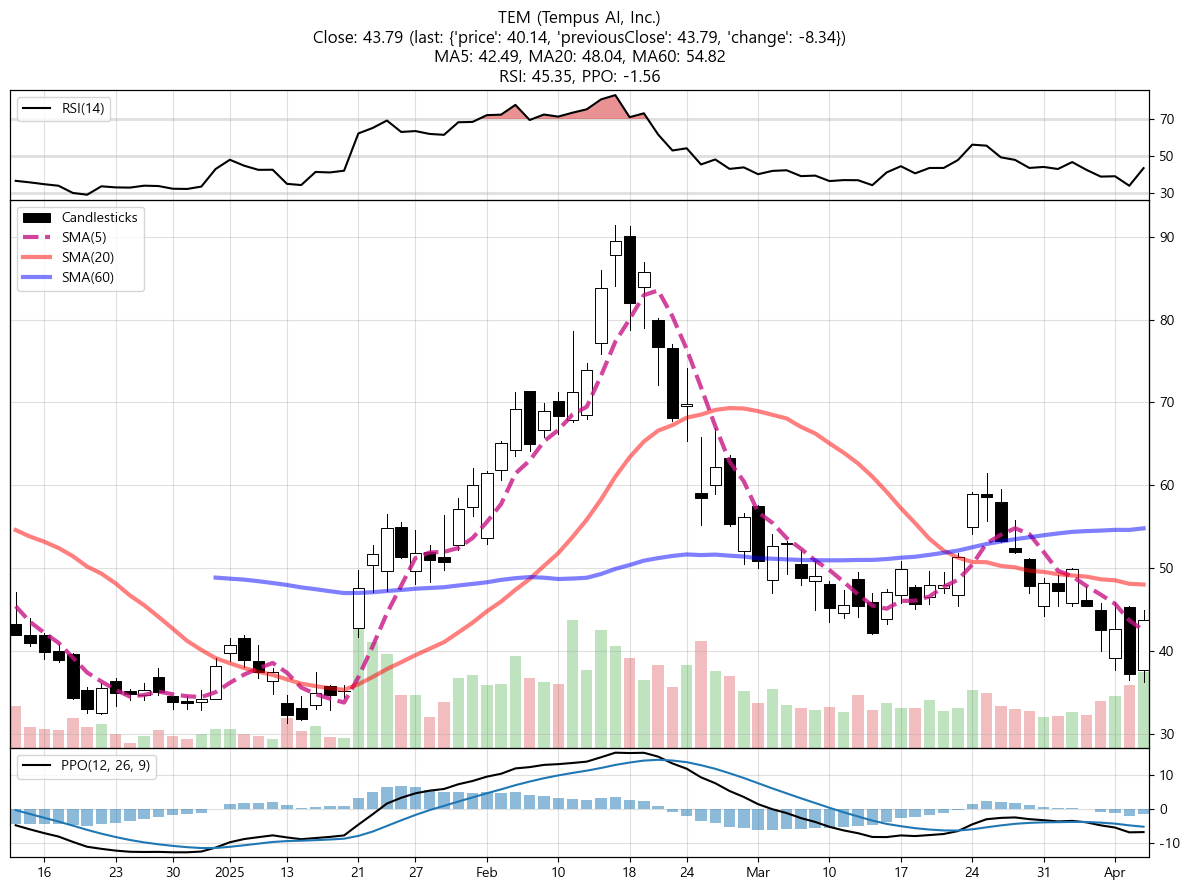 TEM (Tempus AI, Inc.)
Close: 43.79 (last: {'price': 40.14, 'previousClose': 43.79, 'change': -8.34})
MA5: 42.49, MA20: 48.04, MA60: 54.82
RSI: 45.35, PPO: -1.56
RSI(14)
70
50
30
Candlesticks
SMA(5)
SMA(20)
SMA(60)
90
80
70
60
50
40
30
PPO(12, 26, 9)
10
0
-10
16 23 30 2025 13 21 27 Feb 10 18 24 Mar 10 17 24 31 Apr